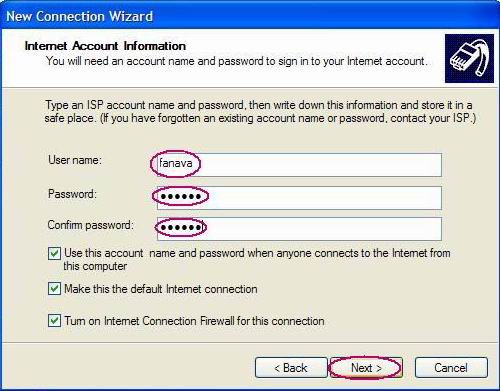 New Connection Wizard
Internet Account Information
You will need an account name and password to sign in to your Internet account.
Type an ISP account name and password, then write down this information and store it in a
safe place. (If you have forgotten an existing account name or password, contact your ISP.)
User name:
fanava
Password:
••••••
Confirm password:
••••••
Use this account name and password when anyone connects to the Internet from
this computer
Make this the default Internet connection
Turn on Internet Connection Firewall for this connection
< Back
Next >
Cancel